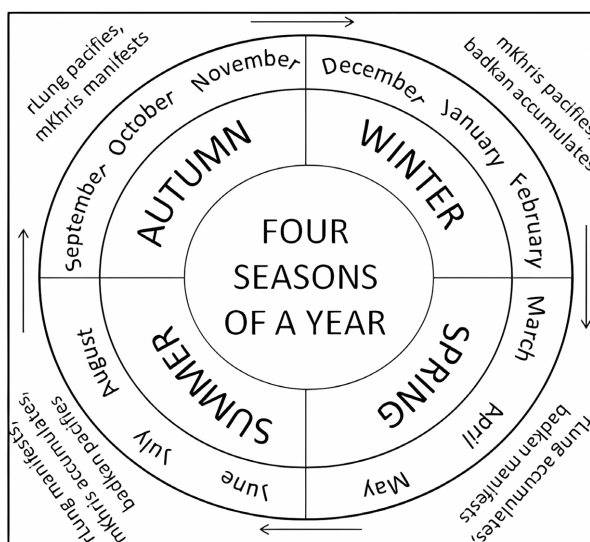 FOUR
SEASONS
OF A YEAR
WINTER
December
January
February
mKhris pacifies,
badkan accumulates
SPRING
March
April
May
rLung accumulates,
badkan manifests
SUMMER
June
July
August
rLung manifests,
mKhris accumulates,
badkan pacifies
AUTUMN
September
October
November
rLung pacifies,
mKhris manifests